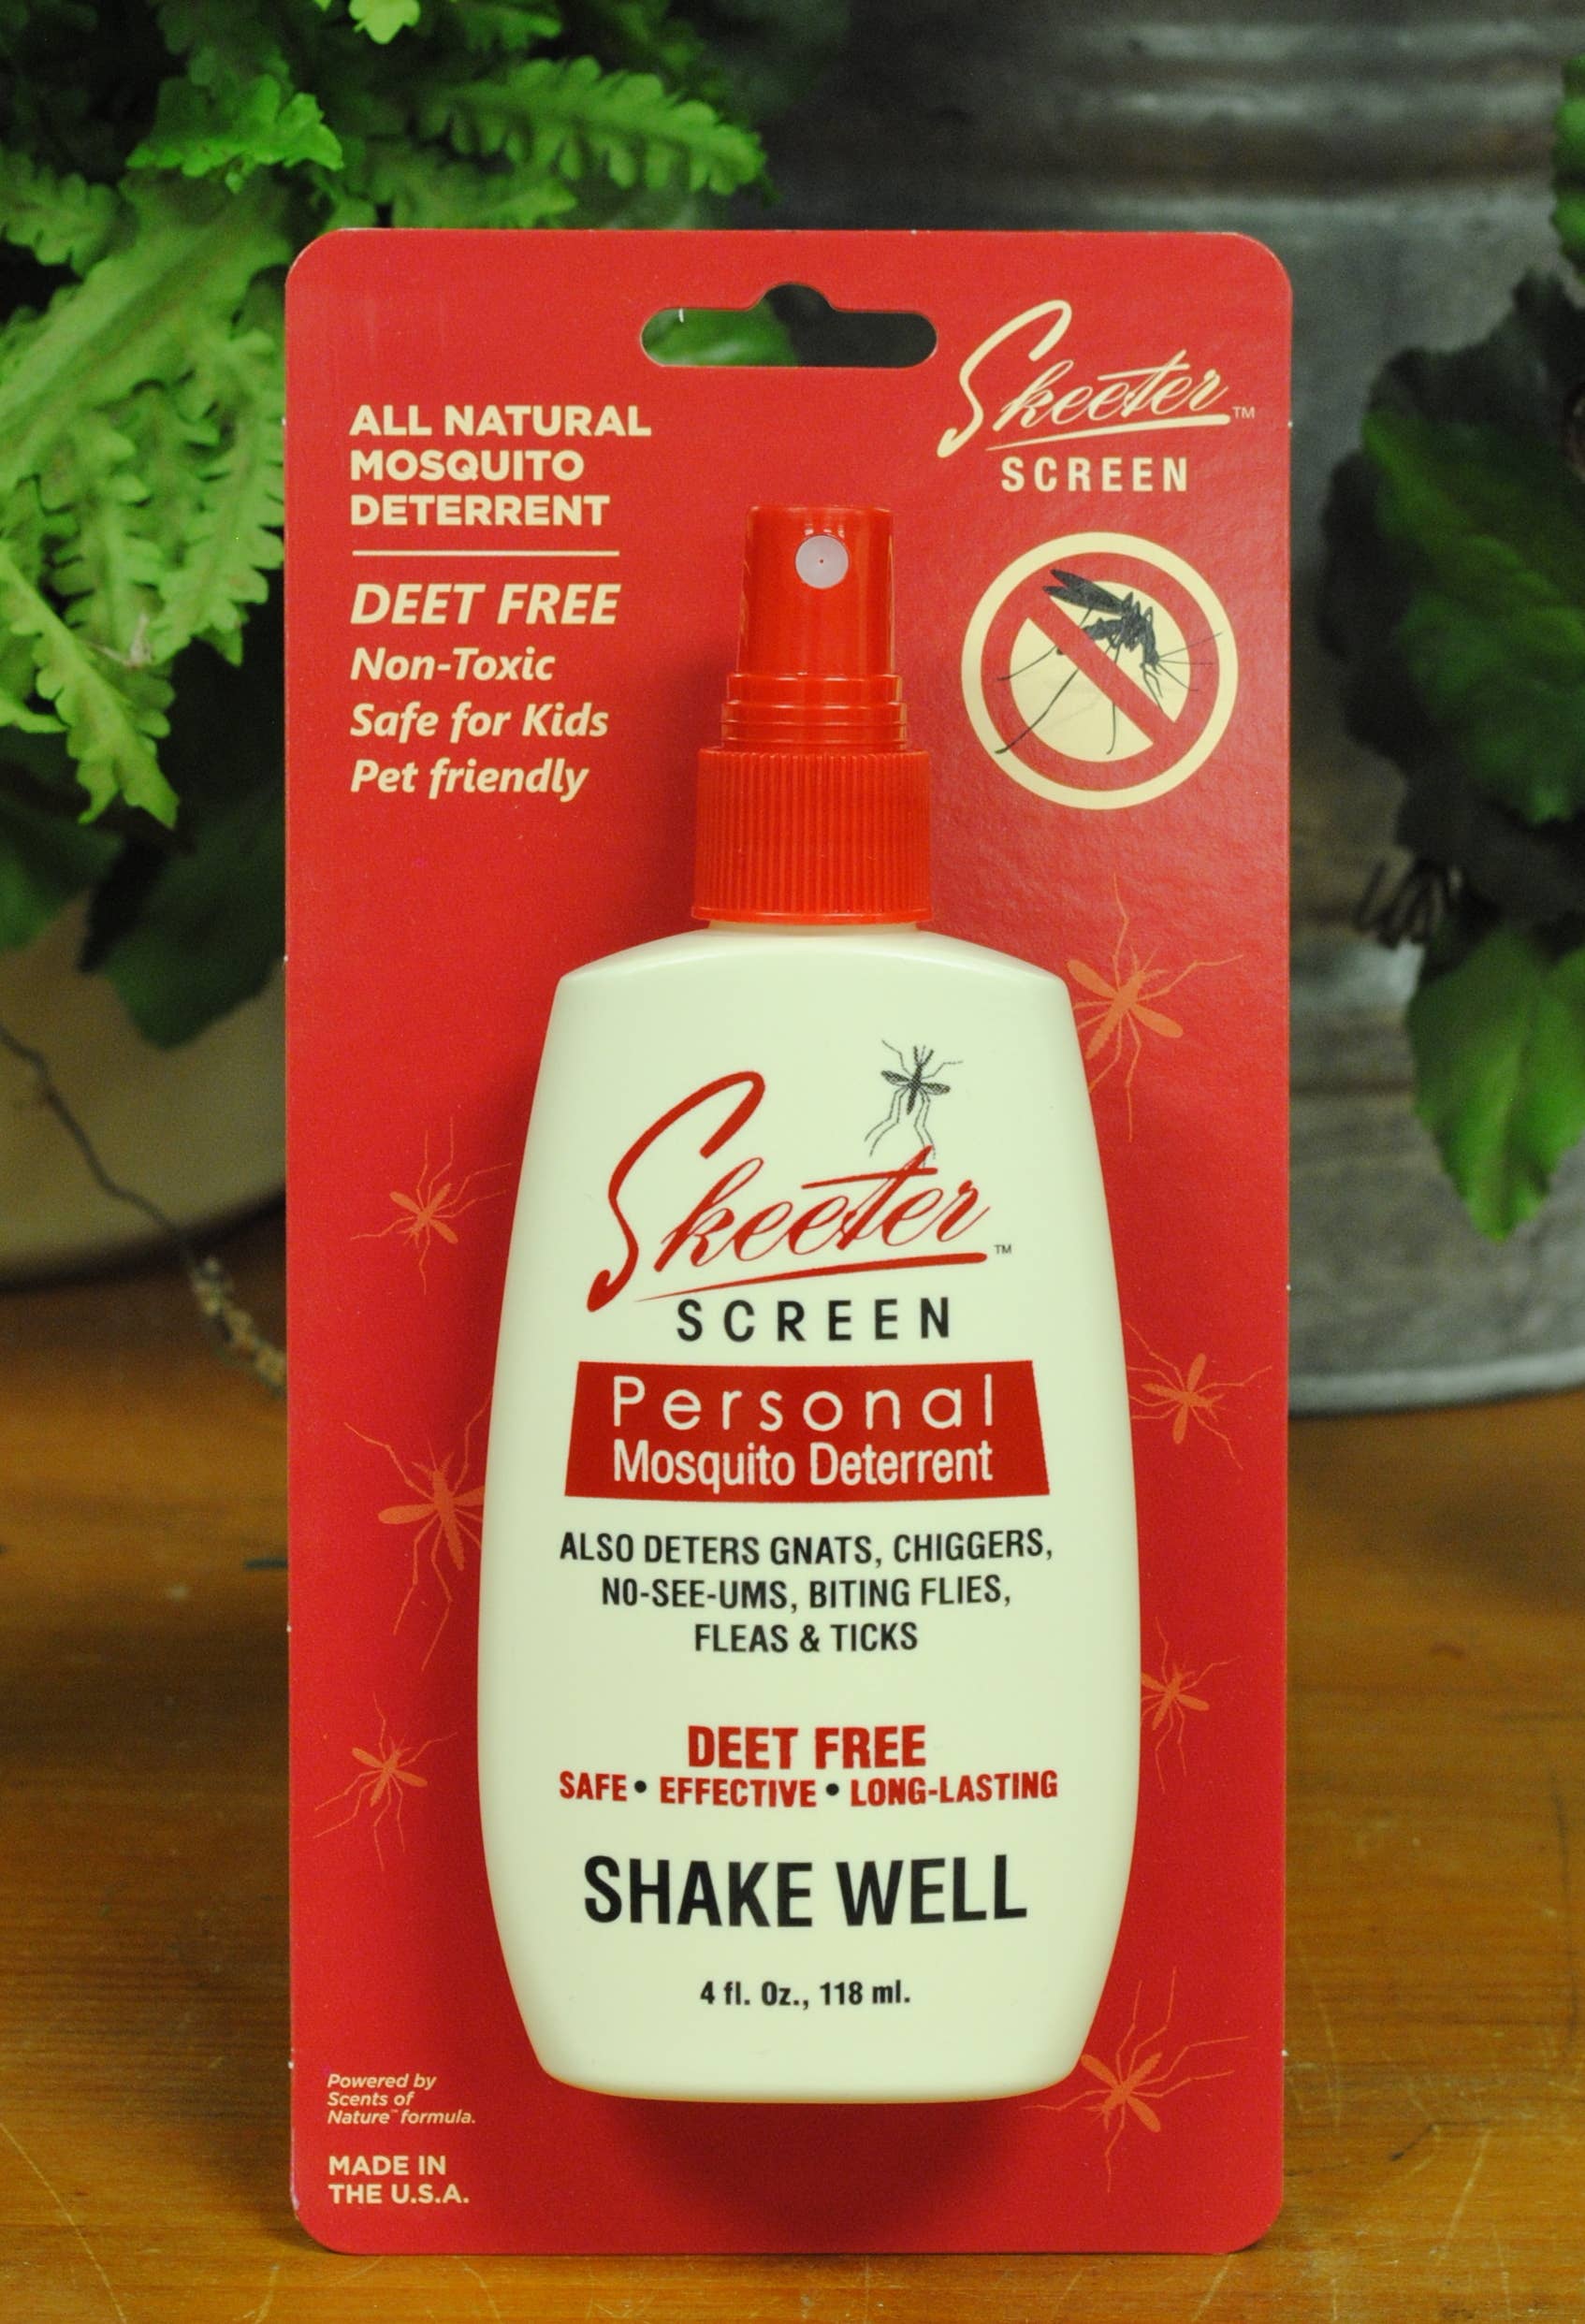 Skeeter™
SCREEN
ALL NATURAL
MOSQUITO
DETERRENT
DEET FREE
Non-Toxic
Safe for Kids
Pet friendly
Skeeter™
SCREEN
Personal
Mosquito Deterrent
ALSO DETERS GNATS, CHIGGERS,
NO-SEE-UMS, BITING FLIES,
FLEAS & TICKS
DEET FREE
SAFE • EFFECTIVE • LONG-LASTING
SHAKE WELL
4 fl. Oz., 118 ml.
Powered by
Scents of
Nature™ formula.
MADE IN
THE U.S.A.